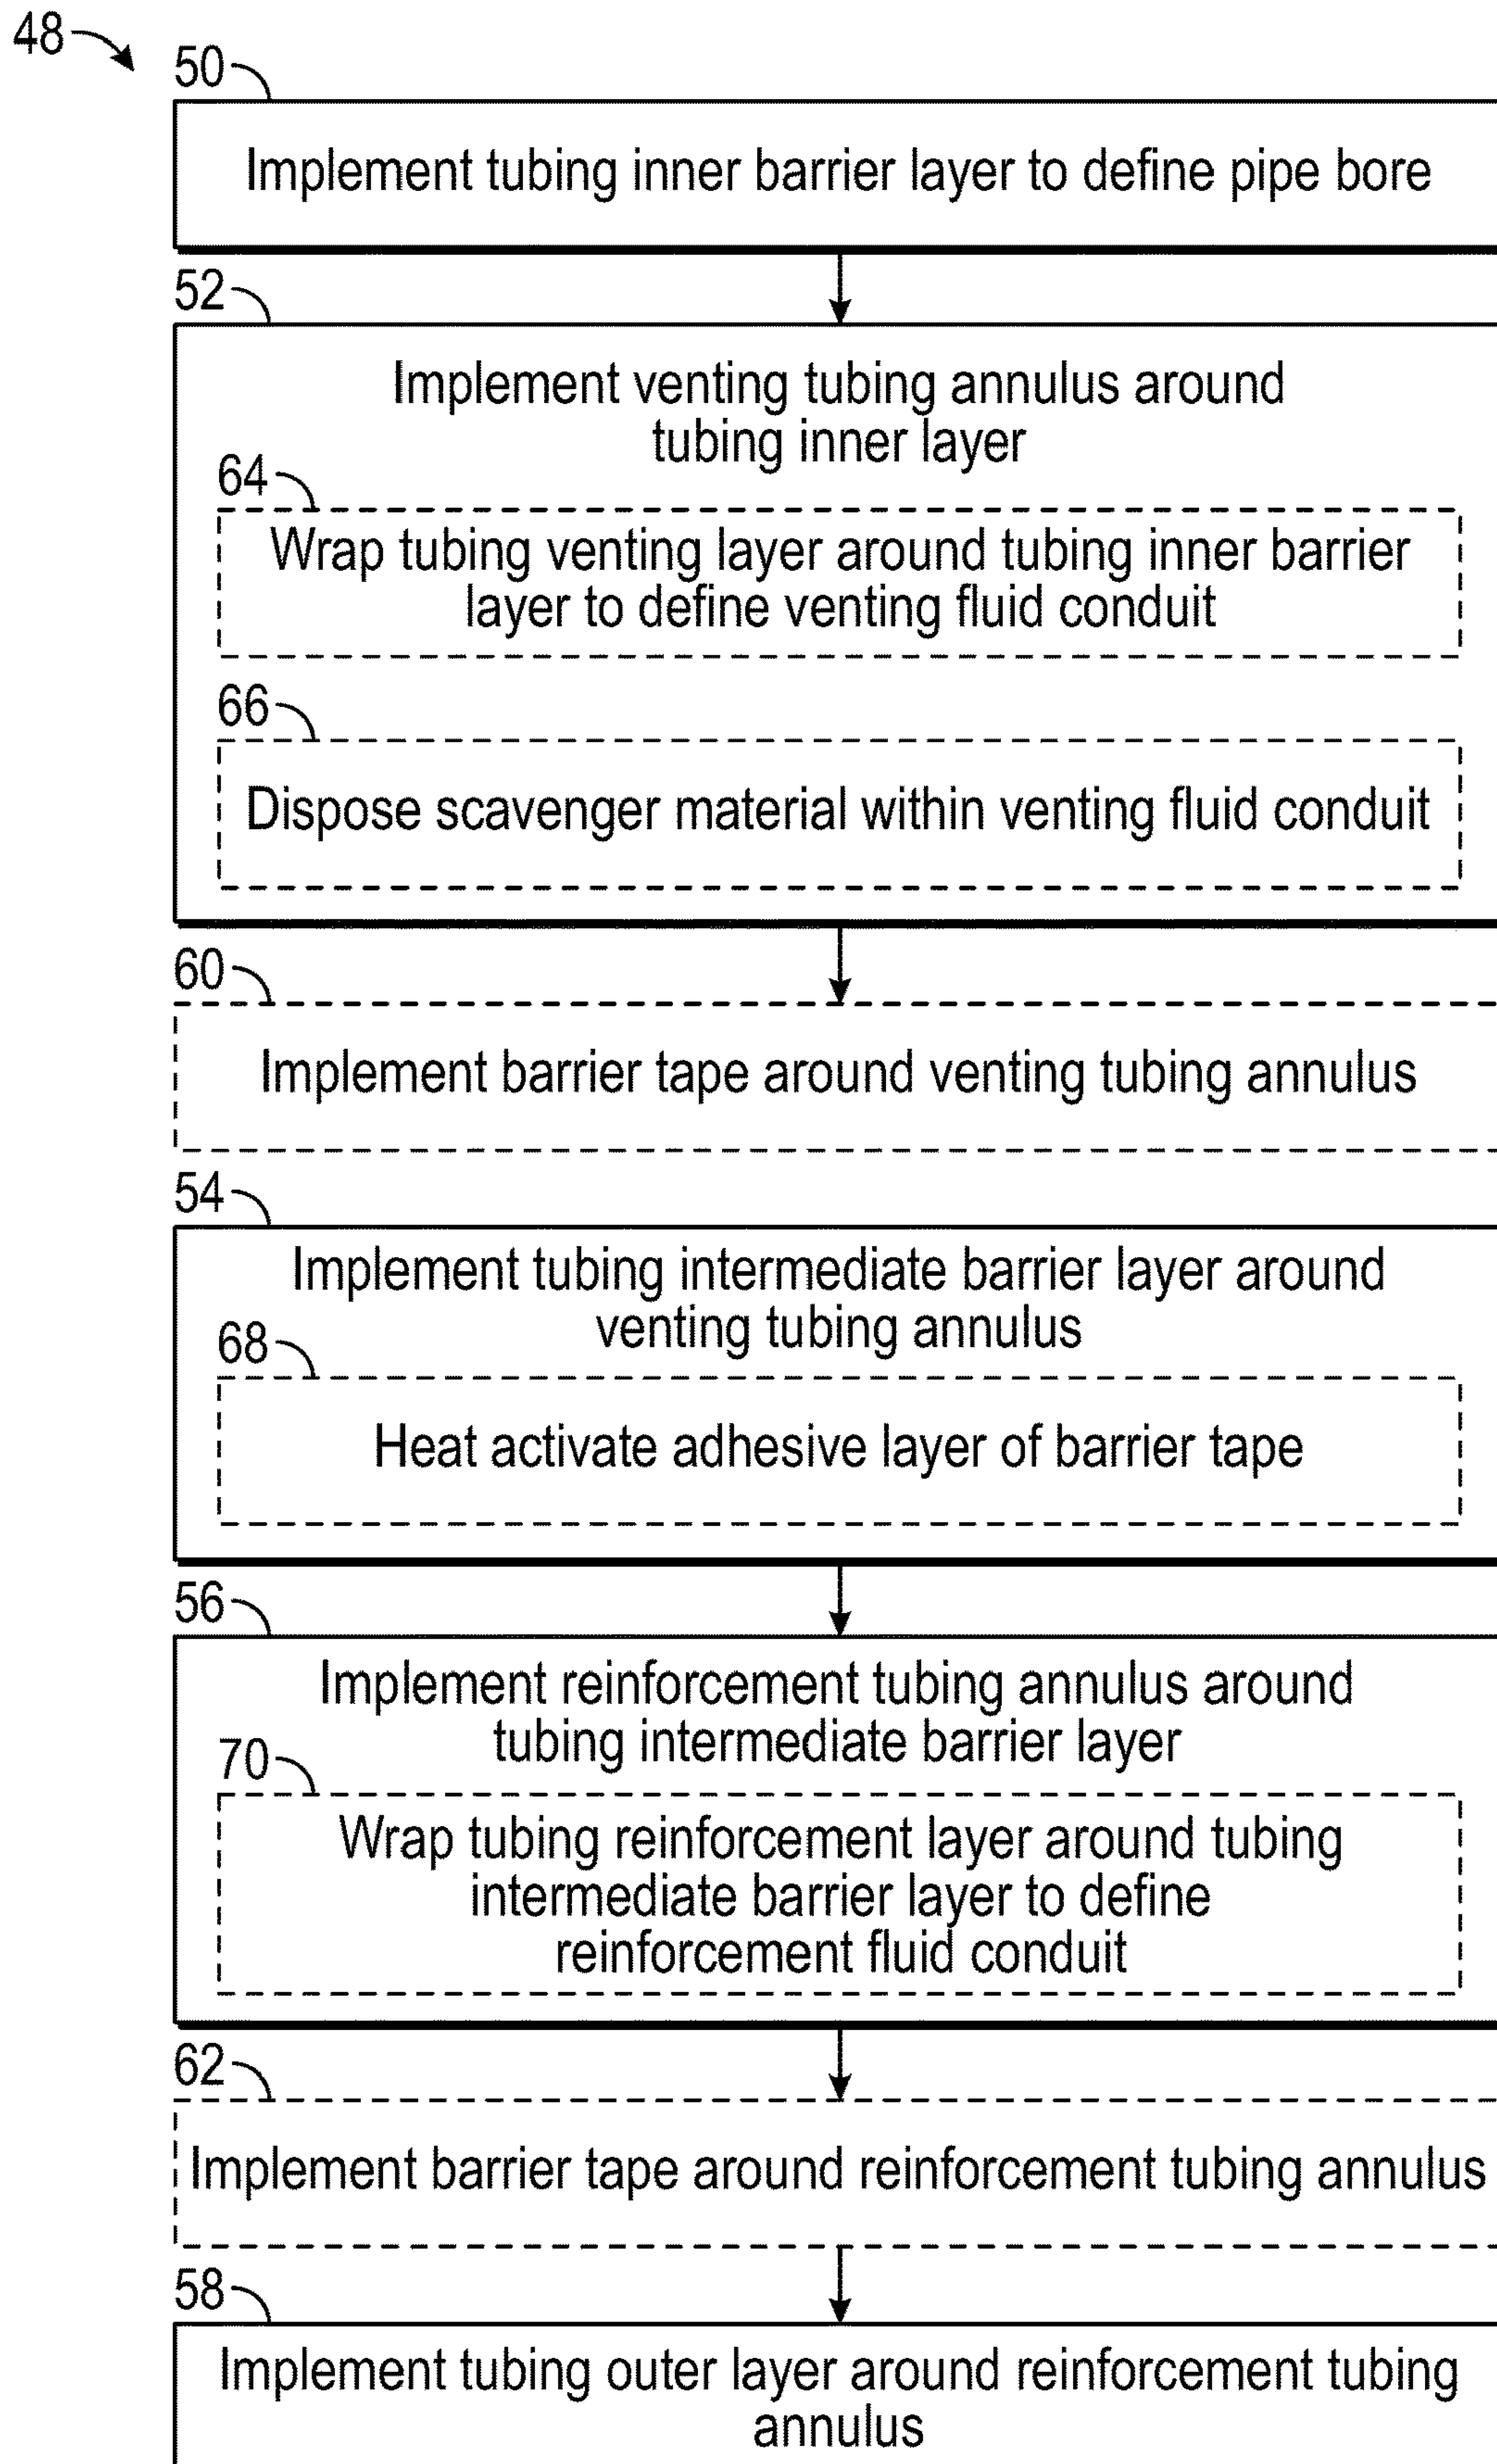 48
50
Implement tubing inner barrier layer to define pipe bore
52
Implement venting tubing annulus around
tubing inner layer
64
Wrap tubing venting layer around tubing inner barrier
layer to define venting fluid conduit
66
Dispose scavenger material within venting fluid conduit
60
Implement barrier tape around venting tubing annulus
54
Implement tubing intermediate barrier layer around
venting tubing annulus
68
Heat activate adhesive layer of barrier tape
56
Implement reinforcement tubing annulus around
tubing intermediate barrier layer
70
Wrap tubing reinforcement layer around tubing
intermediate barrier layer to define
reinforcement fluid conduit
62
Implement barrier tape around reinforcement tubing annulus
58
Implement tubing outer layer around reinforcement tubing
annulus